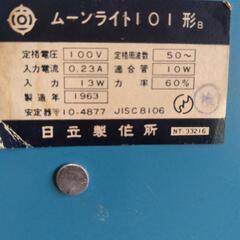 ムーンライト101形B
定格電圧 100V 定格周波数 50～
入力電流 0.23A 適合管 10W
入力 13W 力率 60%
製造年 1963
安定器〒10-4877 JISC8106
日立製作所
NT-33216